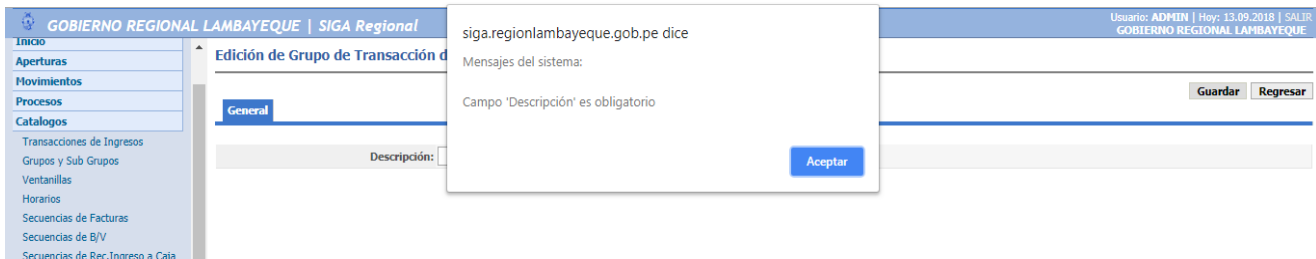 GOBIERNO REGIONAL LAMBAYEQUE | SIGA Regional
Usuario: ADMIN | Hoy: 13.09.2018 | SALIR
GOBIERNO REGIONAL LAMBAYEQUE
Inicio
Aperturas
Movimientos
Procesos
Catalogos
Transacciones de Ingresos
Grupos y Sub Grupos
Ventanillas
Horarios
Secuencias de Facturas
Secuencias de B/V
Secuencias de Rec.Ingreso a Caja
Edición de Grupo de Transacción d
Guardar Regresar
General
Descripción:
siga.regionlambayeque.gob.pe dice
Mensajes del sistema:
Campo 'Descripción' es obligatorio
Aceptar